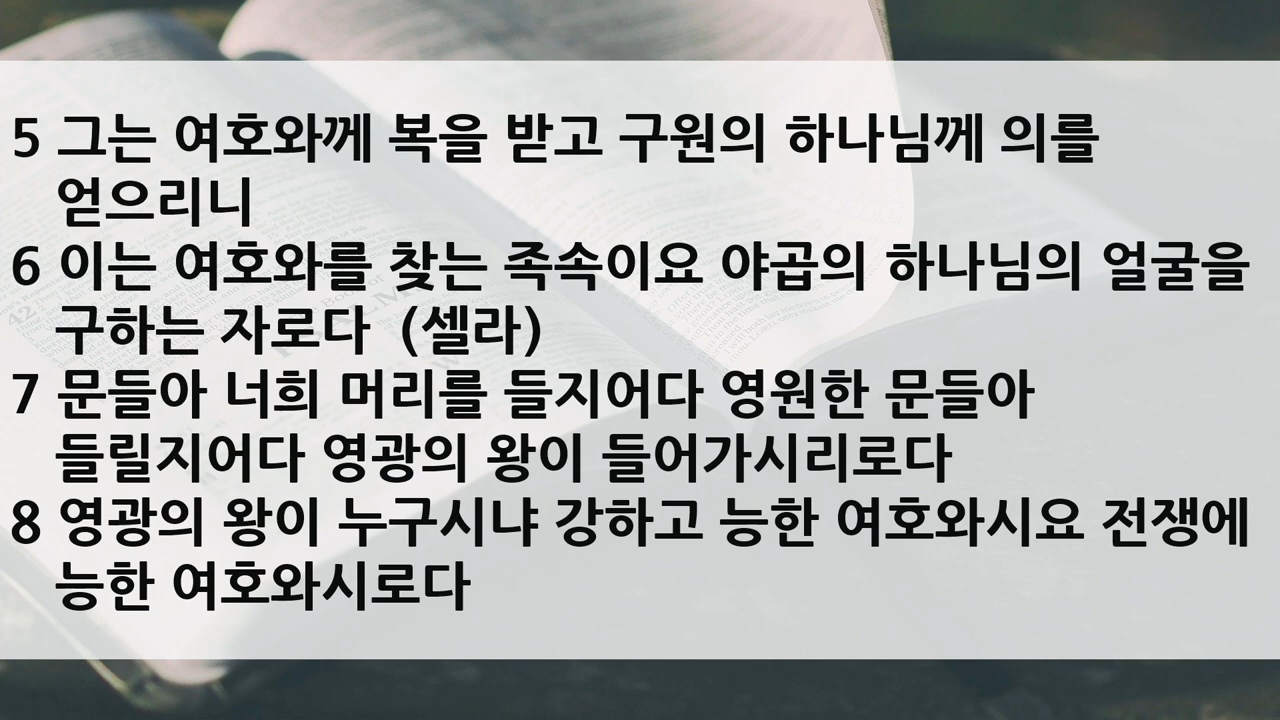 5 그는 여호와께 복을 받고 구원의 하나님께 의를
얻으리니
6 이는 여호와를 찾는 족속이요 야곱의 하나님의 얼굴을
구하는 자로다 (셀라)
7 문들아 너희 머리를 들지어다 영원한 문들아
들릴지어다 영광의 왕이 들어가시리로다
8 영광의 왕이 누구시냐 강하고 능한 여호와시요 전쟁에
능한 여호와시로다